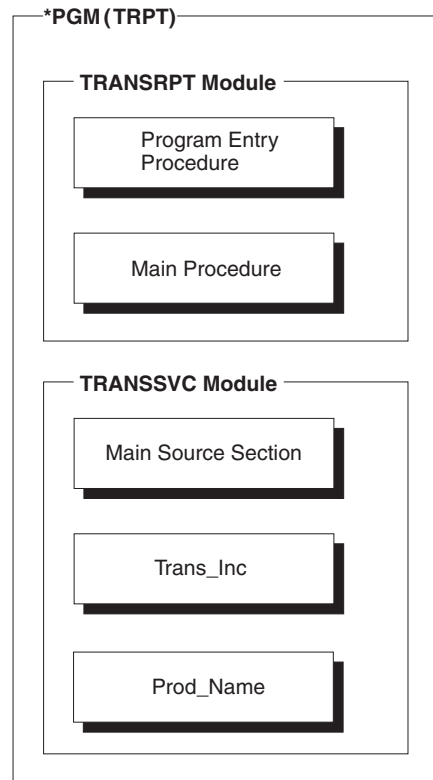 *PGM (TRPT)
TRANSRPT Module
Program Entry
Procedure
Main Procedure
TRANSSVC Module
Main Source Section
Trans_Inc
Prod_Name